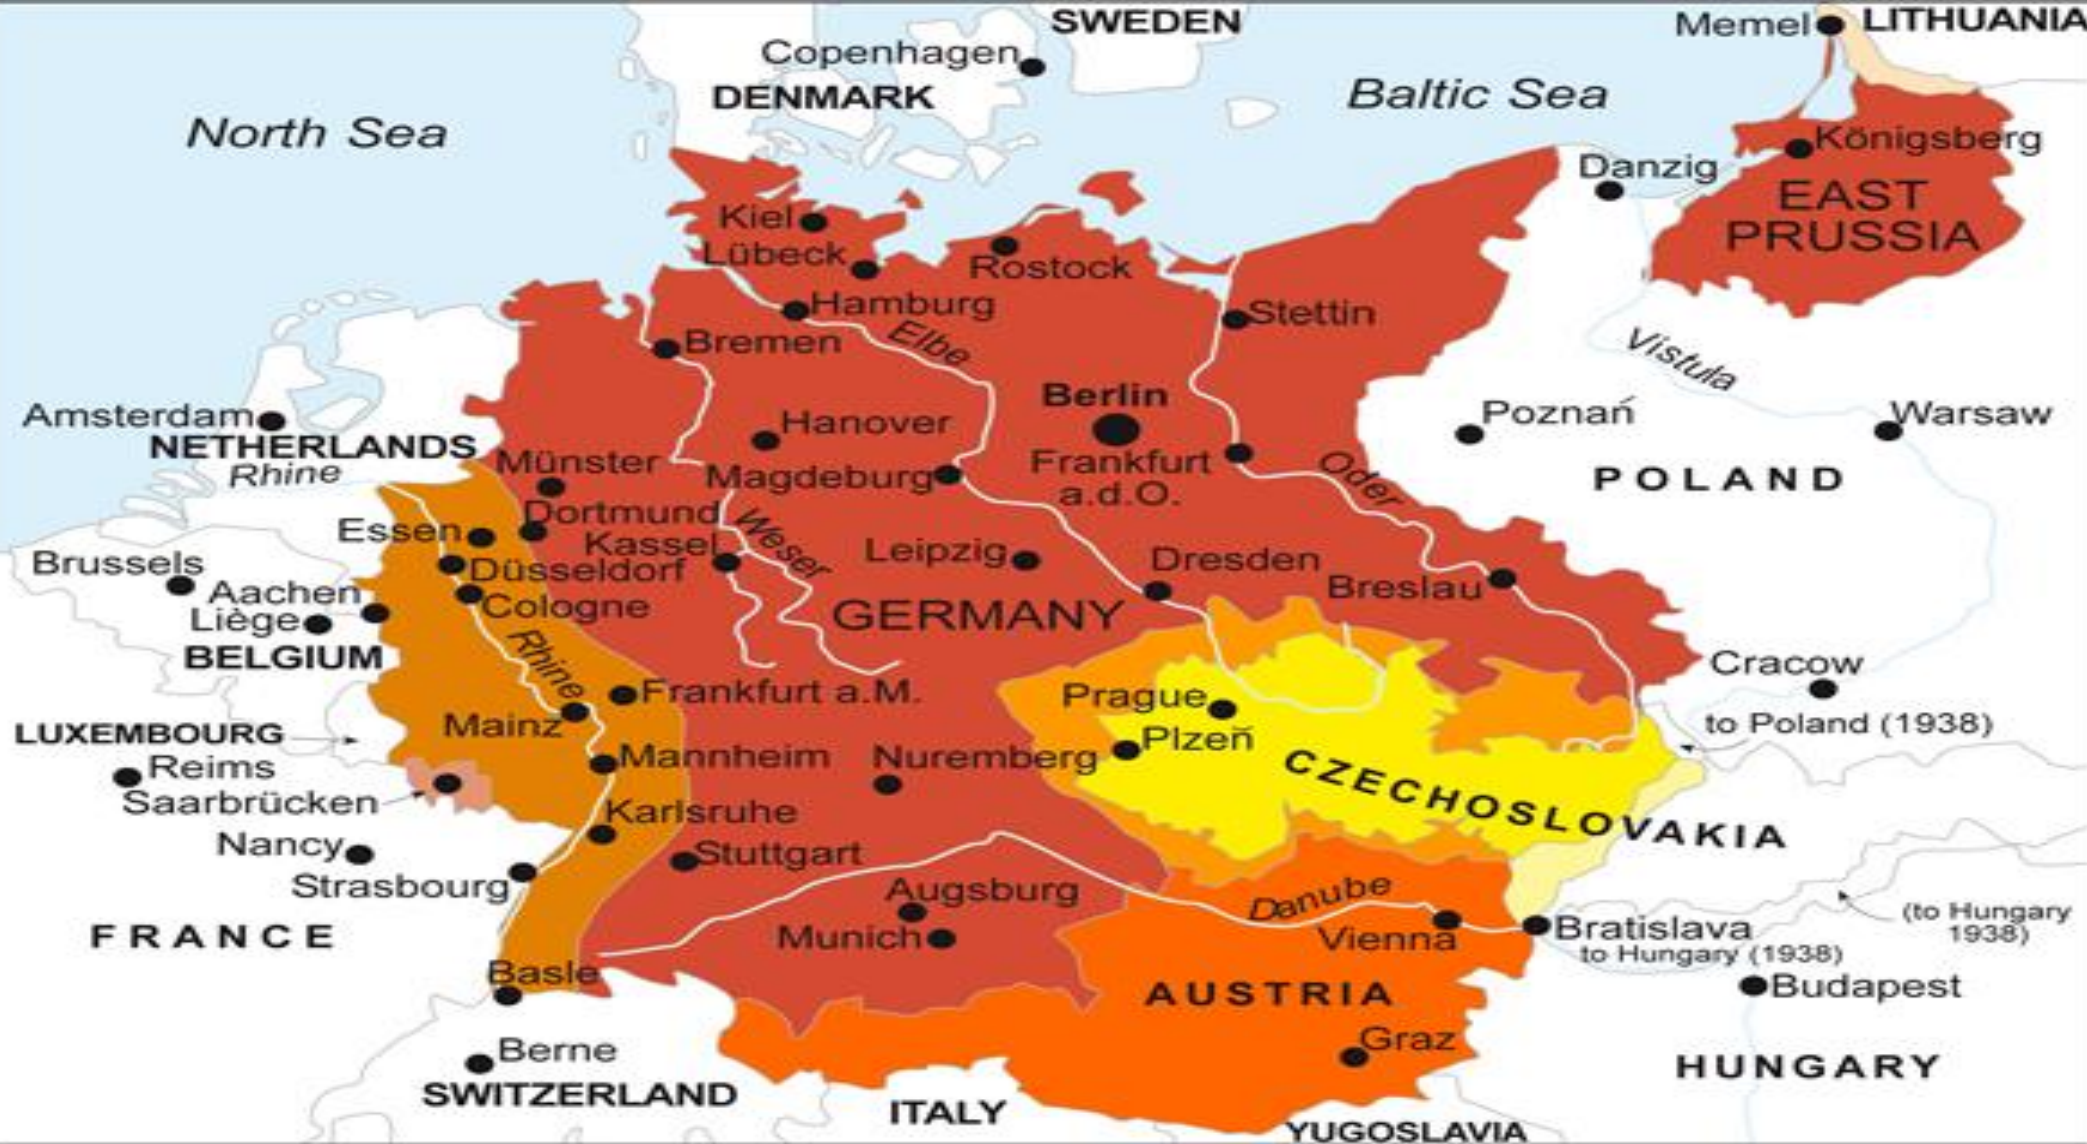 SWEDEN
Memel
LITHUANIA
Copenhagen
DENMARK
Baltic Sea
North Sea
Königsberg
Danzig
EAST
PRUSSIA
Kiel
Lübeck
Rostock
Hamburg
Stettin
Bremen
Elbe
Vistula
Berlin
Amsterdam
NETHERLANDS
Rhine
Hanover
Poznań
Warsaw
Münster
Magdeburg
Frankfurt
a.d.O.
Oder
POLAND
Essen
Dortmund
Kassel
Weser
Leipzig
Dresden
Brussels
Düsseldorf
Breslau
Aachen
Cologne
Liège
GERMANY
BELGIUM
Rhine
Cracow
Frankfurt a.M.
Prague
Mainz
to Poland (1938)
LUXEMBOURG
Plzeň
Reims
Mannheim
Nuremberg
CZECHOSLOVAKIA
Saarbrücken
Karlsruhe
Nancy
Stuttgart
Strasbourg
Augsburg
Danube
(to Hungary
1938)
FRANCE
Munich
Vienna
Bratislava
to Hungary (1938)
Basle
AUSTRIA
Budapest
Berne
Graz
SWITZERLAND
HUNGARY
ITALY
YUGOSLAVIA